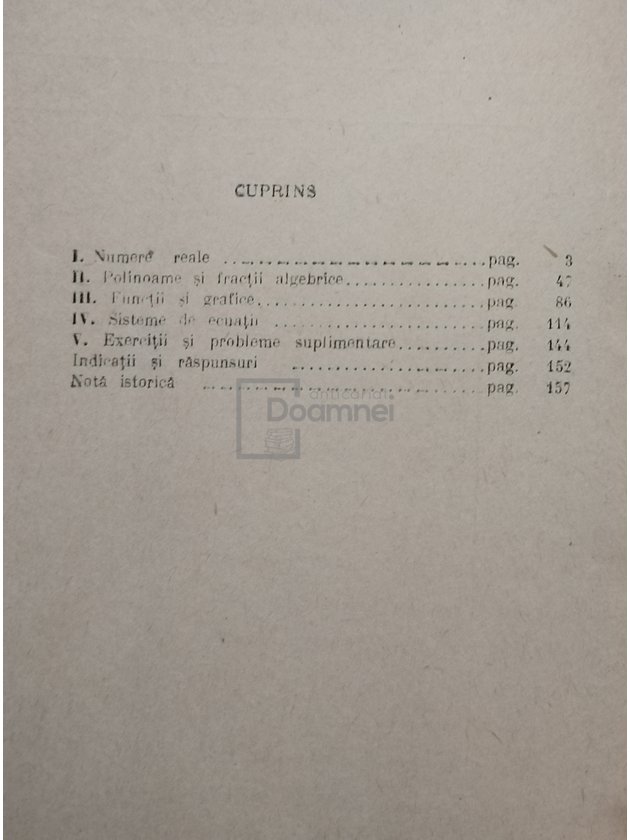 CUPRINS
I. Numere reale ..................pag. 3
II. Polinoame și fracții algebrice..................pag. 47
III. Funcții și grafice..................pag 86
IV. Sisteme de ecuații ..................pag. 114
V. Exerciții și probleme suplimentare..................pag. 144
Indicații și răspunsuri ..................pag. 152
Notă istorică ..................pag. 157
anticariat
Doamnei